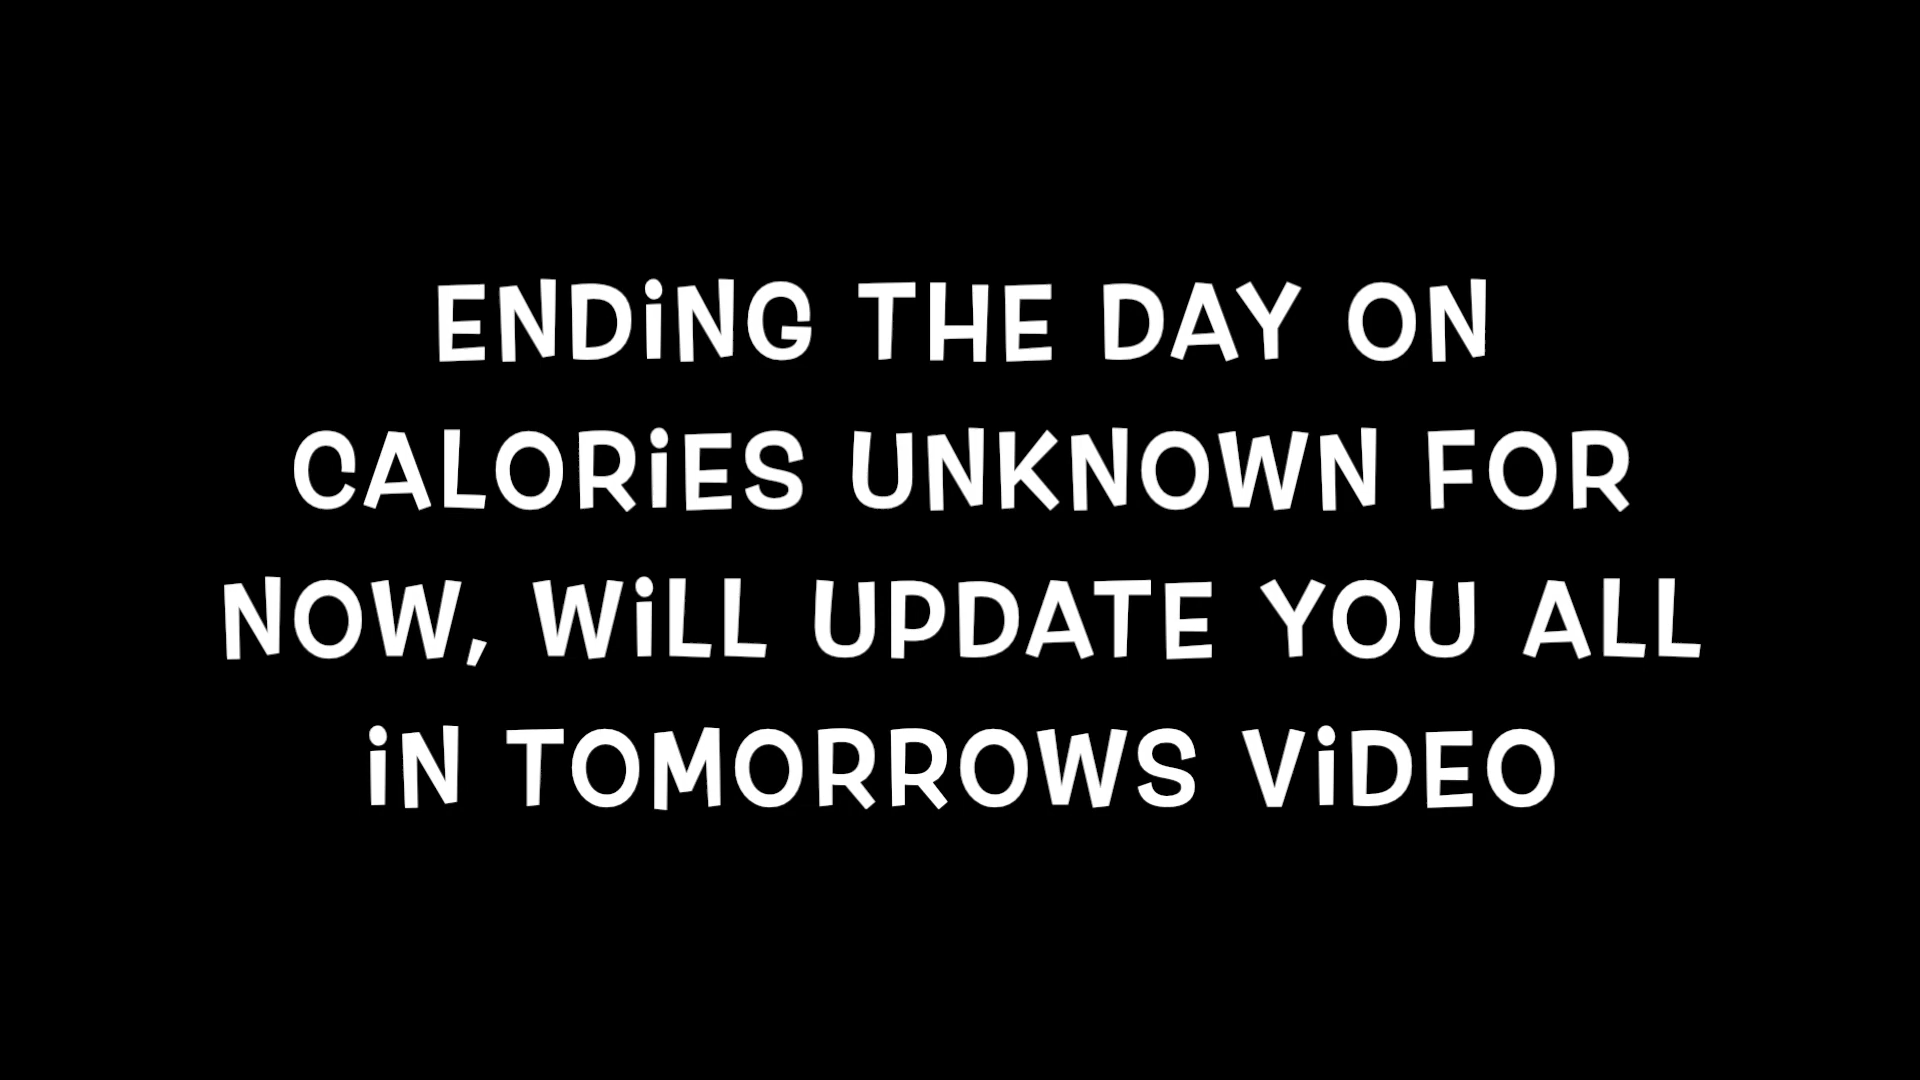 ENDiNG THE DAY ON
CALORiES UNKNOWN FOR
NOW, WiLL UPDATE YOU ALL
iN TOMORROWS ViDEO